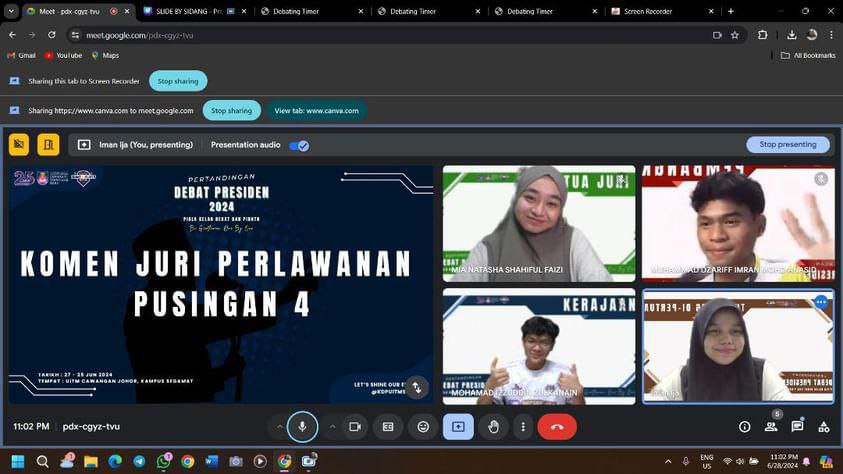 Meet - pdx-cgyz-tvu
SLIDE BY SIDANG - Pr
Debating Timer
Debating Timer
Debating Timer
Screen Recorder
meet.google.com/pdx-cgyz-tvu
Gmail
YouTube
Maps
All Bookmarks
Sharing this tab to Screen Recorder
Stop sharing
Sharing https://www.canva.com to meet.google.com
Stop sharing
View tab: www.canva.com
Iman Ija (You, presenting)
Presentation audio
Stop presenting
PERTANDINGAN
DEBAT PRESIDEN
2024
KOMEN JURI PERLAWANAN
PUSINGAN 4
TARIKH : 27 - 29 JUN 2024
TEMPAT : UiTM CAWANGAN JOHOR, KAMPUS SEGAMAT
LET'S SHINE OUR
@KDPUITMS
TUA JURI
MIA NATASHA SHAHIFUL FAIZI
PEMBANG
MUHAMMAD DZARIFF IMRAN MOHD
KERAJAAN
MOHAMAD IZZUDDIN ZULKANAIN
11:02 PM
pdx-cgyz-tvu
5
ENG
US
11:02 PM
6/28/2024